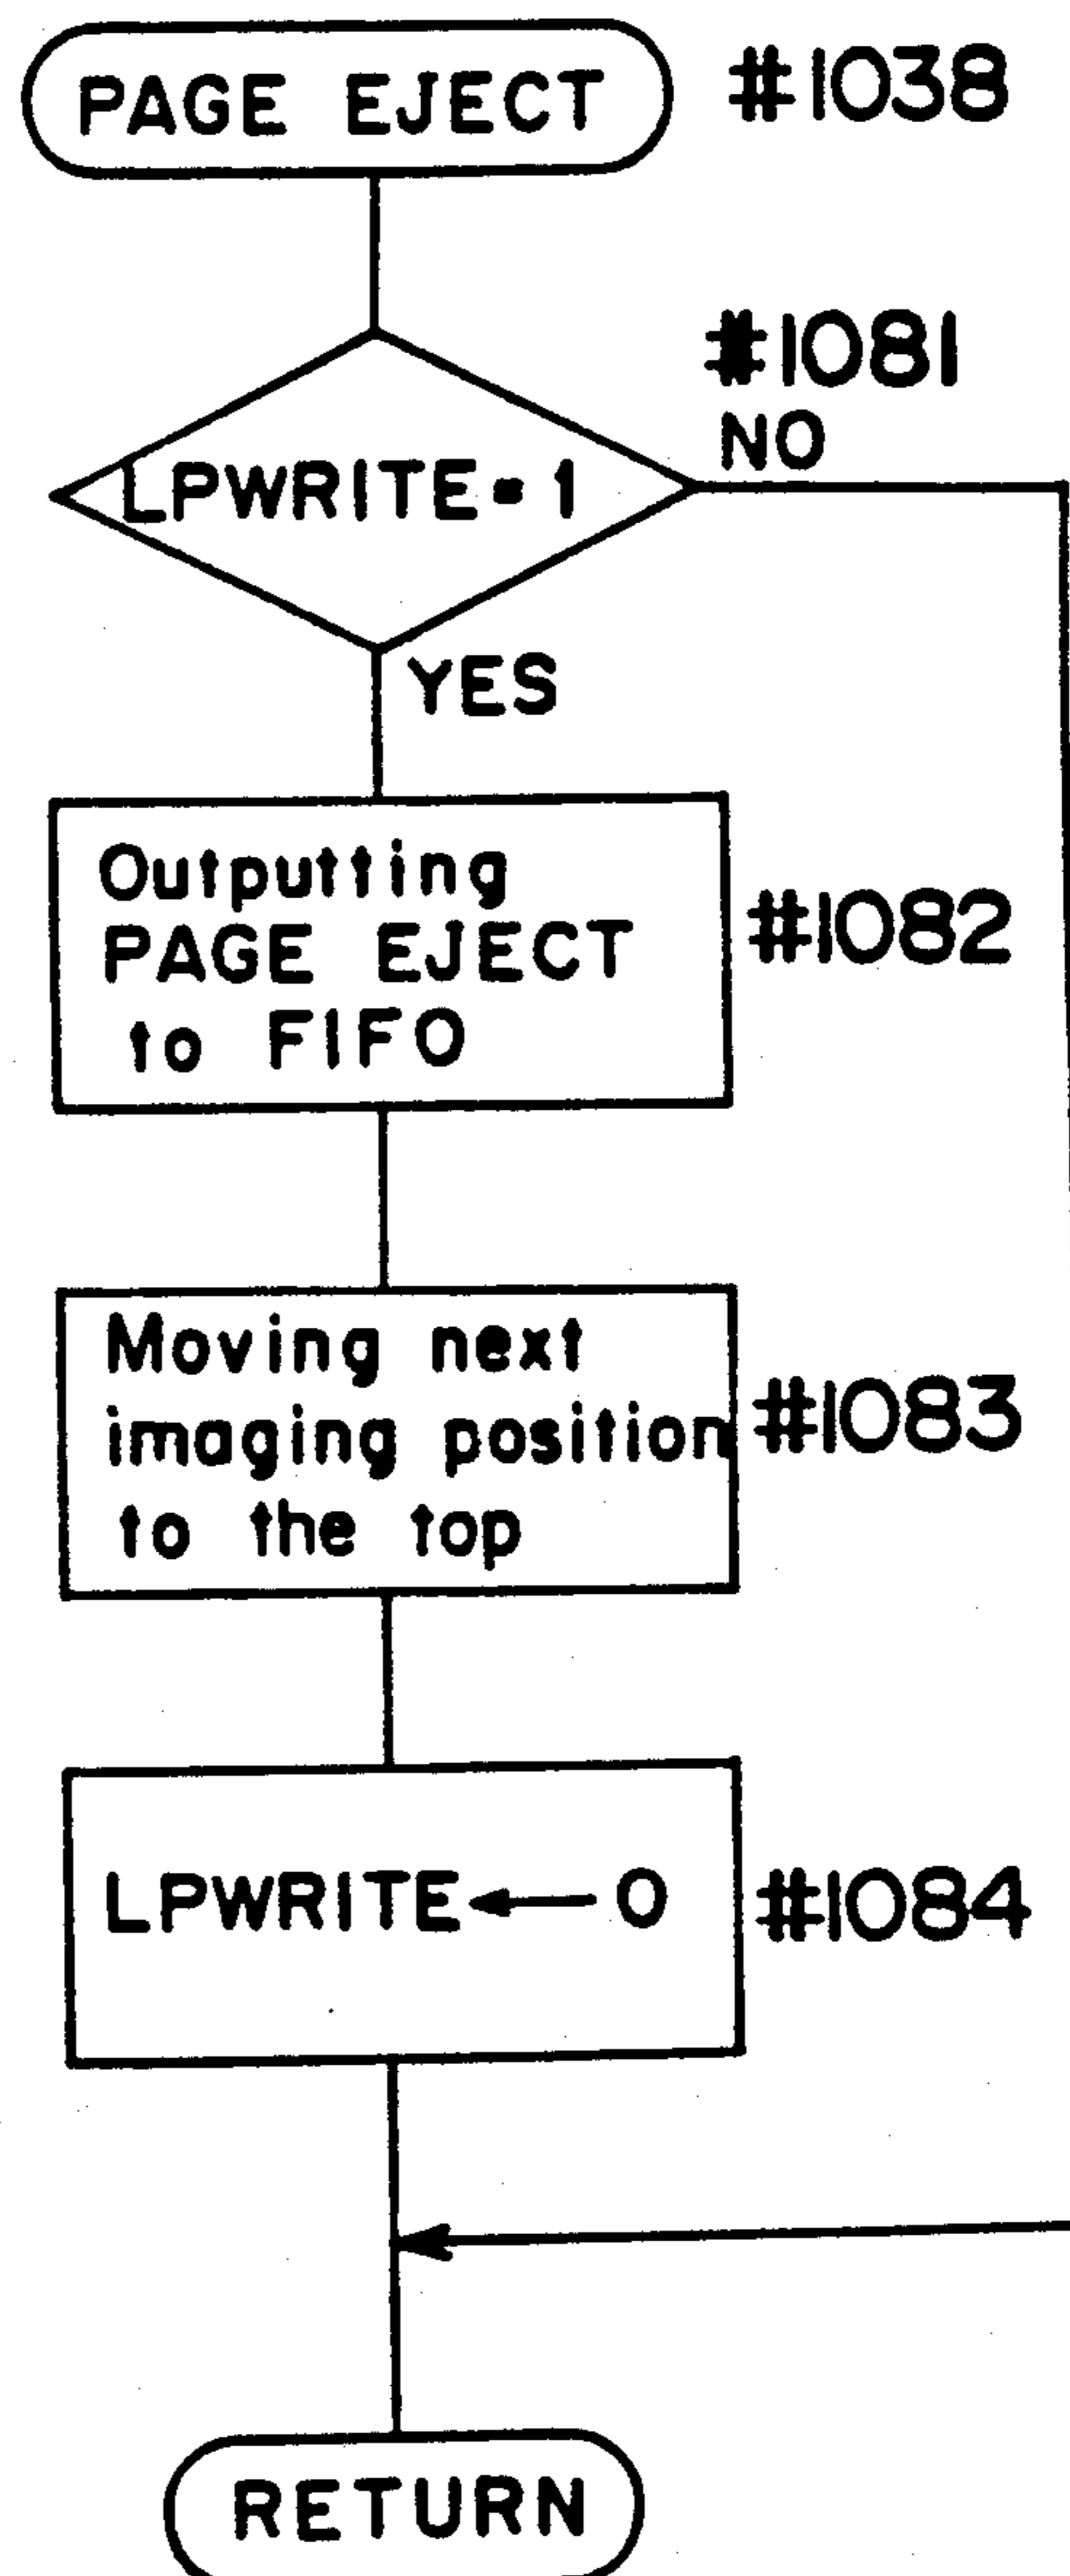 PAGE EJECT #1038
#1081
NO
LPWRITE=1
YES
Outputting
PAGE EJECT #1082
to FIFO
Moving next
imaging position #1083
to the top
LPWRITE←0 #1084
RETURN